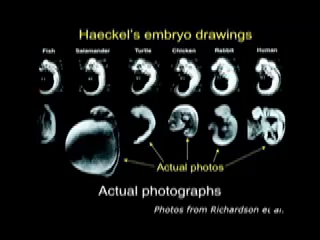 Haeckel's embryo drawings
Fish Salamander Turtle Chicken Rabbit Human
Actual photos
Actual photographs
Photos from Richardson et al.